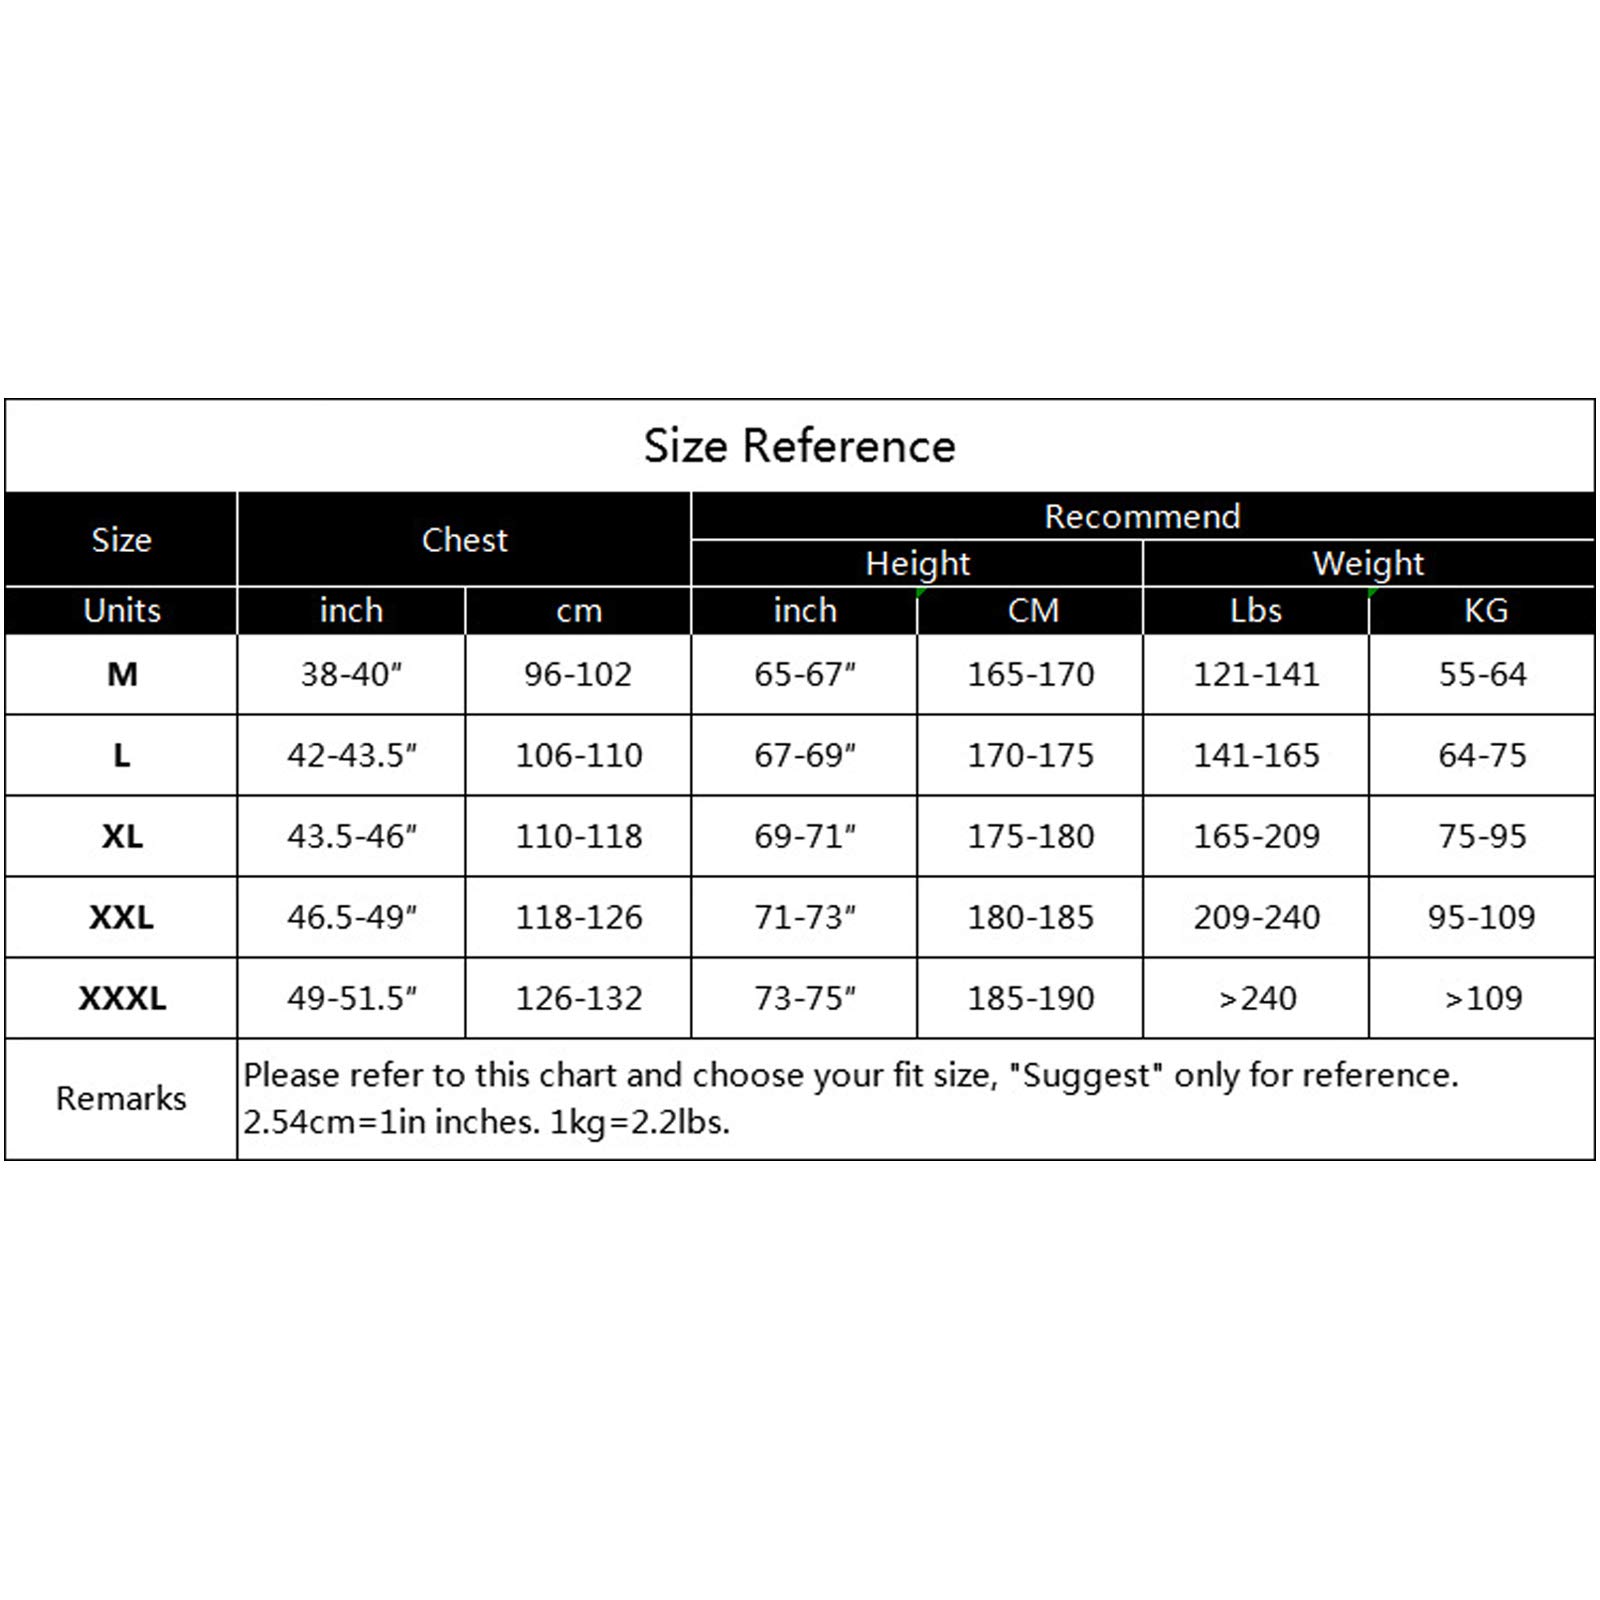 Size Reference
Size Chest Recommend
Height Weight
Units inch cm inch CM Lbs KG
M 38-40" 96-102 65-67" 165-170 121-141 55-64
L 42-43.5" 106-110 67-69" 170-175 141-165 64-75
XL 43.5-46" 110-118 69-71" 175-180 165-209 75-95
XXL 46.5-49" 118-126 71-73" 180-185 209-240 95-109
XXXL 49-51.5" 126-132 73-75" 185-190 >240 >109
Remarks
Please refer to this chart and choose your fit size, "Suggest" only for reference.
2.54cm=1in inches. 1kg=2.2lbs.